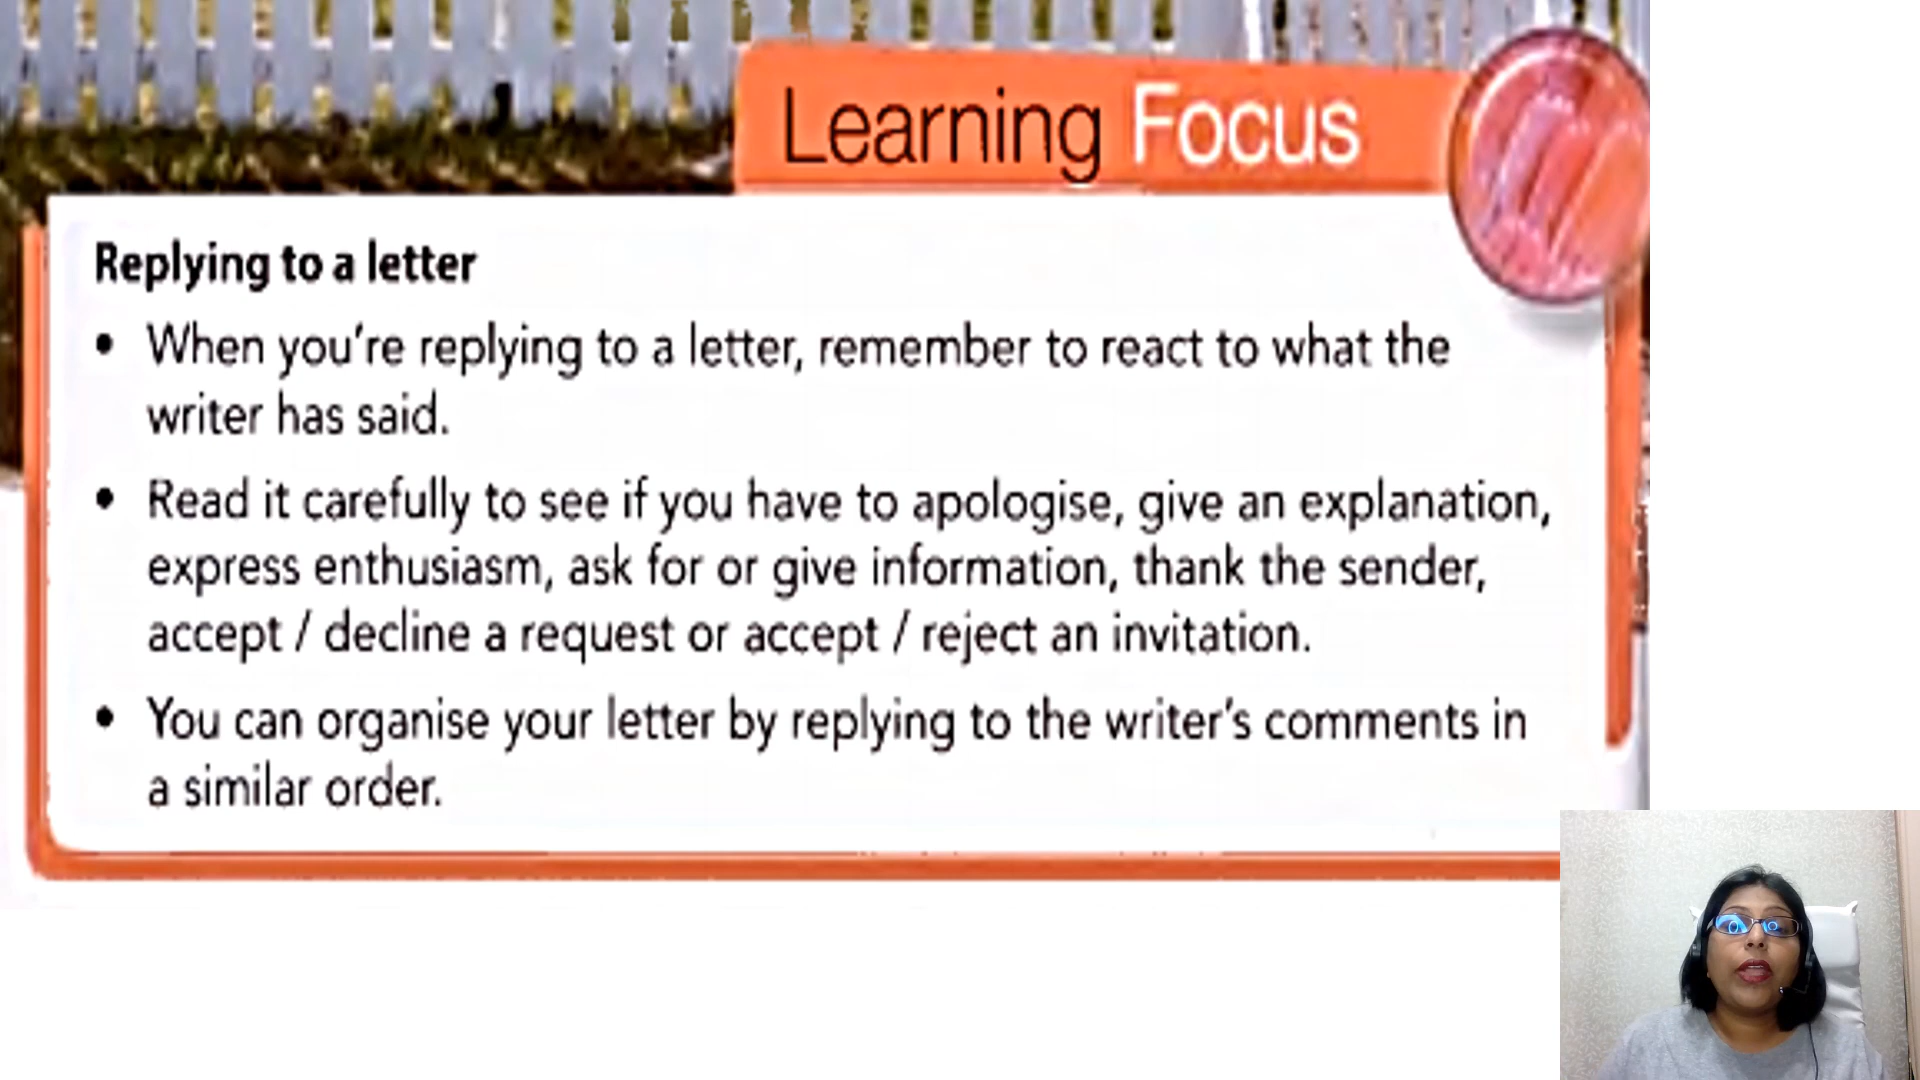 Learning Focus
Replying to a letter
• When you're replying to a letter, remember to react to what the
writer has said.
• Read it carefully to see if you have to apologise, give an explanation,
express enthusiasm, ask for or give information, thank the sender,
accept / decline a request or accept / reject an invitation.
• You can organise your letter by replying to the writer's comments in
a similar order.